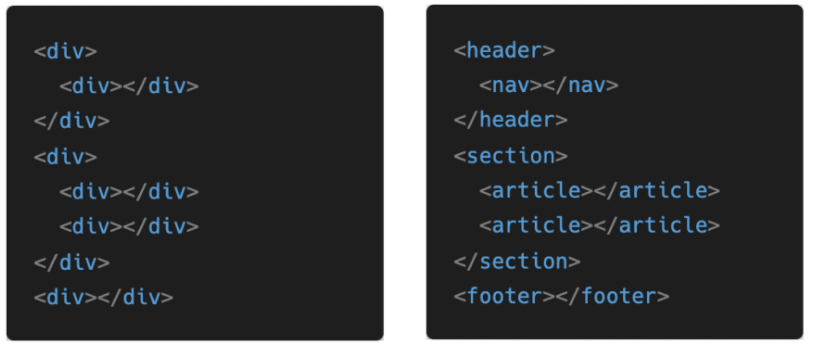 <div>
  <div></div>
</div>
<div>
  <div></div>
  <div></div>
</div>
<div></div>
<header>
  <nav></nav>
</header>
<section>
  <article></article>
  <article></article>
</section>
<footer></footer>